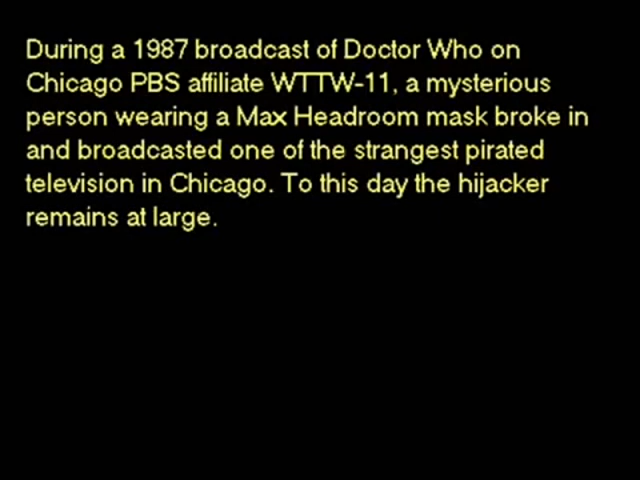 During a 1987 broadcast of Doctor Who on
Chicago PBS affiliate WTTW-11, a mysterious
person wearing a Max Headroom mask broke in
and broadcasted one of the strangest pirated
television in Chicago. To this day the hijacker
remains at large.